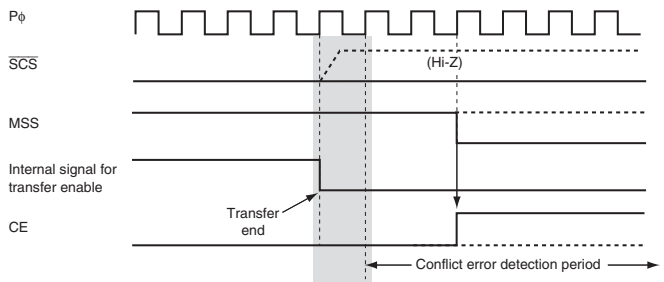 Pφ
SCS
(Hi-Z)
MSS
Internal signal for
transfer enable
Transfer
end
CE
Conflict error detection period